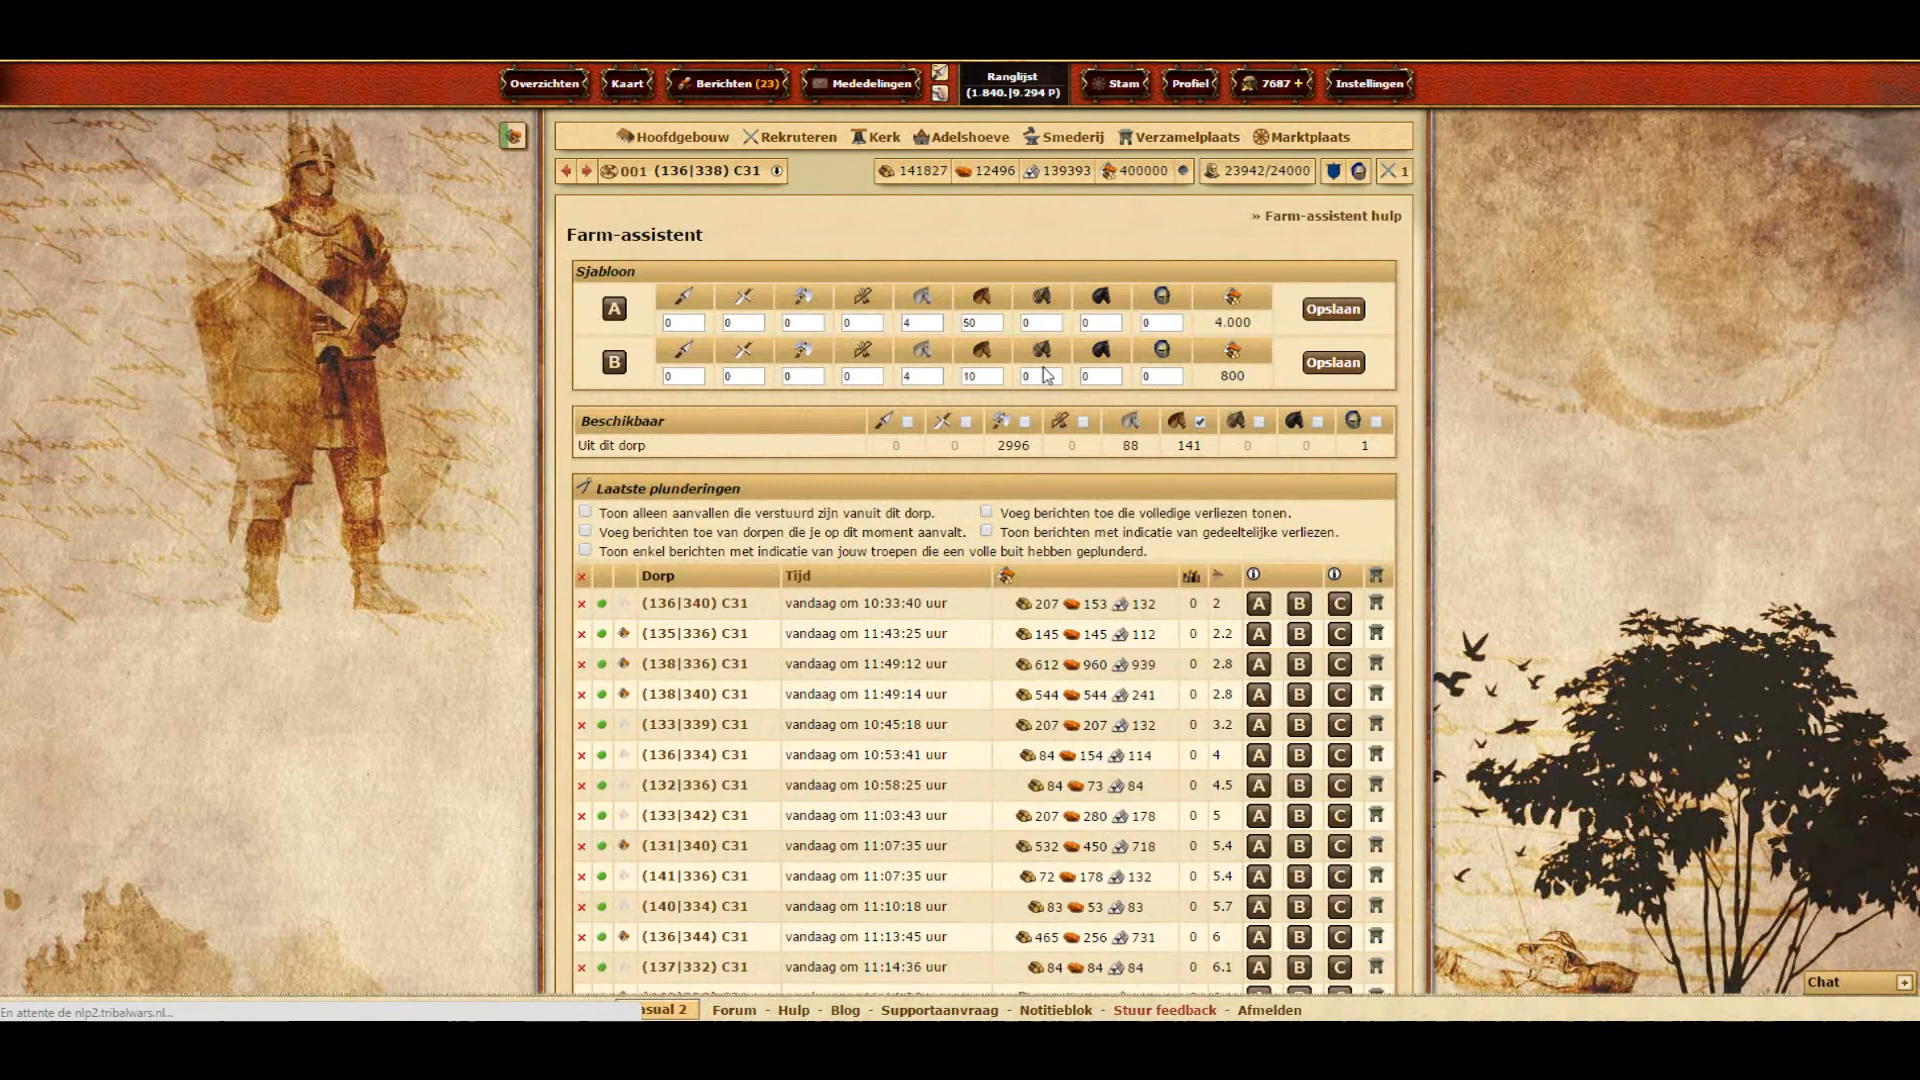 Overzichten Kaart Berichten (23) Mededelingen Ranglijst (1.840.|9.294 P) Stam Profiel 7687 + Instellingen
Hoofdgebouw Rekruteren Kerk Adelshoeve Smederij Verzamelplaats Marktplaats
001 (136|338) C31 141827 12496 139393 400000 23942/24000 1
» Farm-assistent hulp
Farm-assistent
Sjabloon
A 0 0 0 0 4 50 0 0 0 4.000 Opslaan
B 0 0 0 0 4 10 0 0 0 800 Opslaan
Beschikbaar
Uit dit dorp 0 0 2996 0 88 141 0 0 1
Laatste plunderingen
Toon alleen aanvallen die verstuurd zijn vanuit dit dorp. Voeg berichten toe die volledige verliezen tonen.
Voeg berichten toe van dorpen die je op dit moment aanvalt. Toon berichten met indicatie van gedeeltelijke verliezen.
Toon enkel berichten met indicatie van jouw troepen die een volle buit hebben geplunderd.
Dorp Tijd
(136|340) C31 vandaag om 10:33:40 uur 207 153 132 0 2 A B C
(135|336) C31 vandaag om 11:43:25 uur 145 145 112 0 2.2 A B C
(138|336) C31 vandaag om 11:49:12 uur 612 960 939 0 2.8 A B C
(138|340) C31 vandaag om 11:49:14 uur 544 544 241 0 2.8 A B C
(133|339) C31 vandaag om 10:45:18 uur 207 207 132 0 3.2 A B C
(136|334) C31 vandaag om 10:53:41 uur 84 154 114 0 4 A B C
(132|336) C31 vandaag om 10:58:25 uur 84 73 84 0 4.5 A B C
(133|342) C31 vandaag om 11:03:43 uur 207 280 178 0 5 A B C
(131|340) C31 vandaag om 11:07:35 uur 532 450 718 0 5.4 A B C
(141|336) C31 vandaag om 11:07:35 uur 72 178 132 0 5.4 A B C
(140|334) C31 vandaag om 11:10:18 uur 83 53 83 0 5.7 A B C
(136|344) C31 vandaag om 11:13:45 uur 465 256 731 0 6 A B C
(137|332) C31 vandaag om 11:14:36 uur 84 84 84 0 6.1 A B C
Chat +
En attente de nlp2.tribalwars.nl... asual 2 Forum - Hulp - Blog - Supportaanvraag - Notitieblok - Stuur feedback - Afmelden